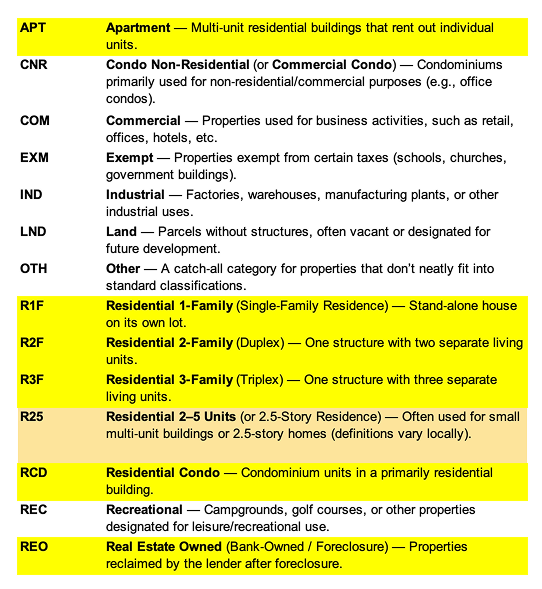 APT Apartment — Multi-unit residential buildings that rent out individual
units.
CNR Condo Non-Residential (or Commercial Condo) — Condominiums
primarily used for non-residential/commercial purposes (e.g., office
condos).
COM Commercial — Properties used for business activities, such as retail,
offices, hotels, etc.
EXM Exempt — Properties exempt from certain taxes (schools, churches,
government buildings).
IND Industrial — Factories, warehouses, manufacturing plants, or other
industrial uses.
LND Land — Parcels without structures, often vacant or designated for
future development.
OTH Other — A catch-all category for properties that don't neatly fit into
standard classifications.
R1F Residential 1-Family (Single-Family Residence) — Stand-alone house
on its own lot.
R2F Residential 2-Family (Duplex) — One structure with two separate living
units.
R3F Residential 3-Family (Triplex) — One structure with three separate
living units.
R25 Residential 2–5 Units (or 2.5-Story Residence) — Often used for small
multi-unit buildings or 2.5-story homes (definitions vary locally).
RCD Residential Condo — Condominium units in a primarily residential
building.
REC Recreational — Campgrounds, golf courses, or other properties
designated for leisure/recreational use.
REO Real Estate Owned (Bank-Owned / Foreclosure) — Properties
reclaimed by the lender after foreclosure.